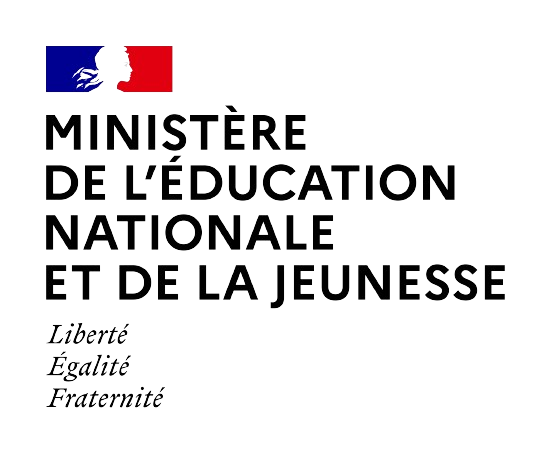 MINISTÈRE
DE L’ÉDUCATION
NATIONALE
ET DE LA JEUNESSE
Liberté
Égalité
Fraternité